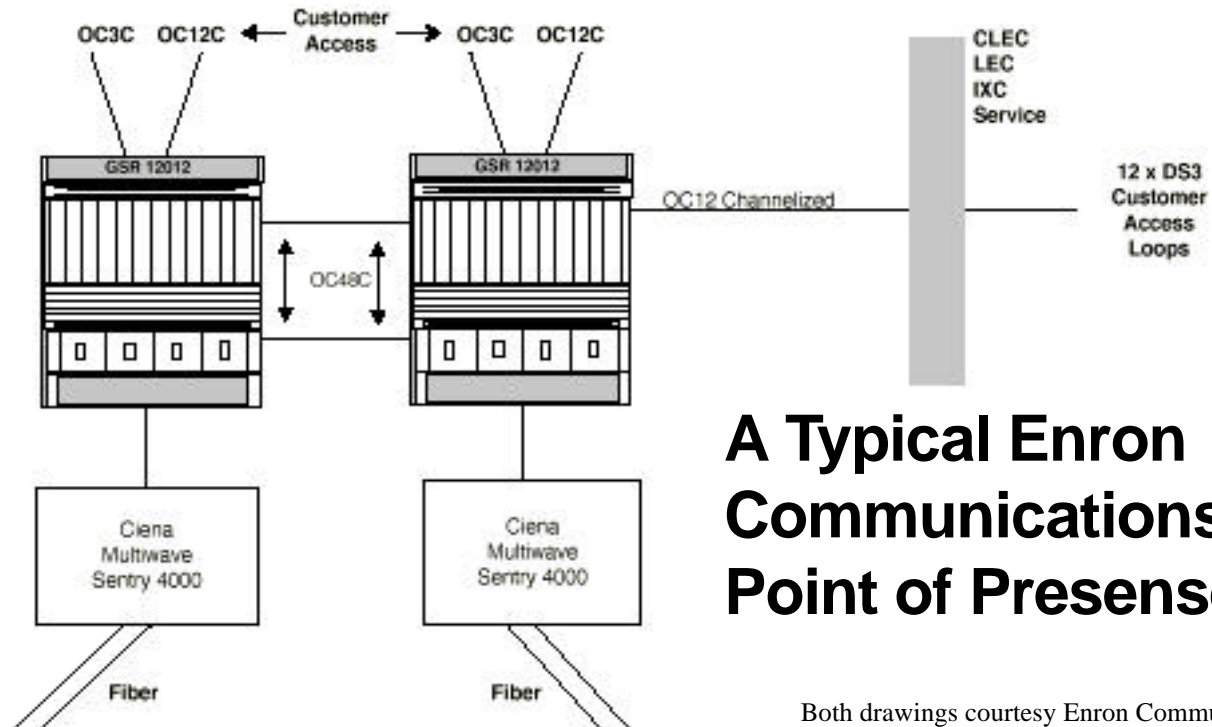 Customer
Access
OC3C OC12C
OC3C OC12C
CLEC
LEC
IXC
Service
GSR 12012
GSR 12012
OC12 Channelized
12 x DS3
Customer
Access
Loops
OC48C
A Typical Enron
Communications
Point of Presense
Ciena
Multiwave
Sentry 4000
Ciena
Multiwave
Sentry 4000
Fiber
Fiber
Both drawings courtesy Enron Commu